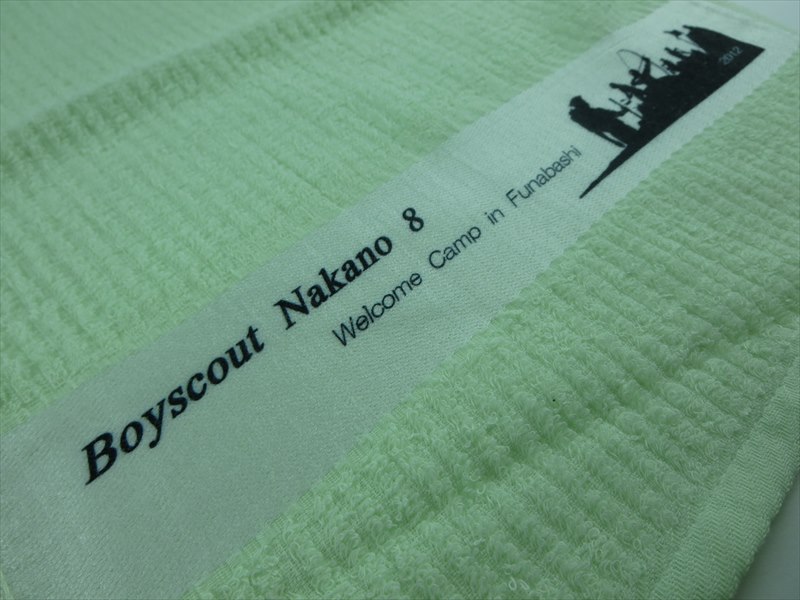 Boyscout Nakano 8
Welcome Camp in Funabashi
2012